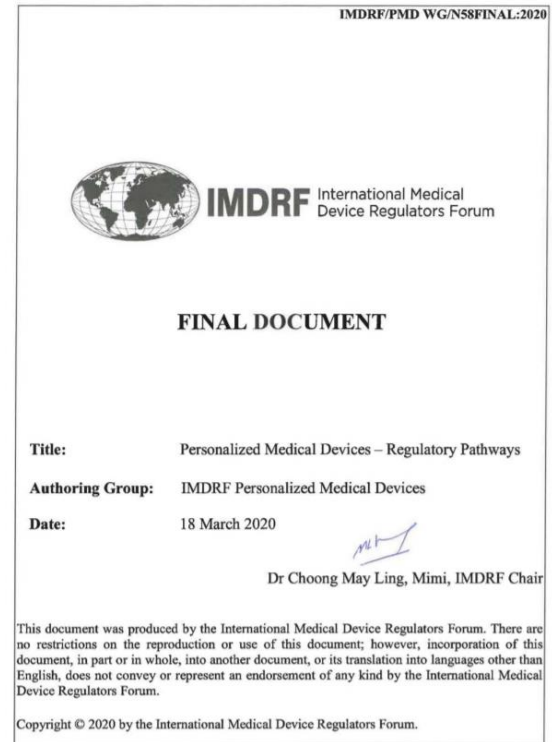 IMDRF/PMD WG/N58FINAL:2020
IMDRF International Medical
Device Regulators Forum
FINAL DOCUMENT
Title: Personalized Medical Devices – Regulatory Pathways
Authoring Group: IMDRF Personalized Medical Devices
Date: 18 March 2020
Dr Choong May Ling, Mimi, IMDRF Chair
This document was produced by the International Medical Device Regulators Forum. There are
no restrictions on the reproduction or use of this document; however, incorporation of this
document, in part or in whole, into another document, or its translation into languages other than
English, does not convey or represent an endorsement of any kind by the International Medical
Device Regulators Forum.
Copyright © 2020 by the International Medical Device Regulators Forum.